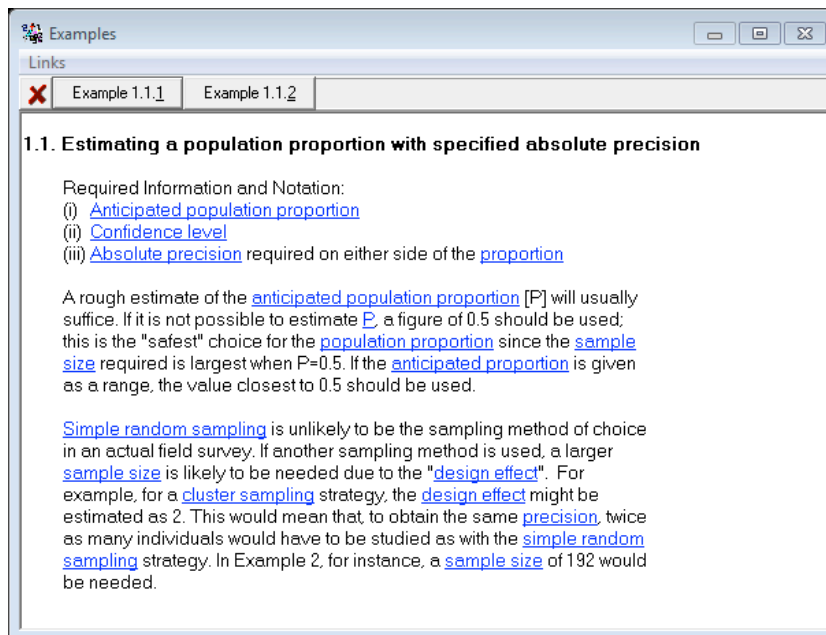 Examples
Links
Example 1.1.1 Example 1.1.2
1.1. Estimating a population proportion with specified absolute precision
Required Information and Notation:
(i) Anticipated population proportion
(ii) Confidence level
(iii) Absolute precision required on either side of the proportion
A rough estimate of the anticipated population proportion [P] will usually
suffice. If it is not possible to estimate P, a figure of 0.5 should be used;
this is the "safest" choice for the population proportion since the sample
size required is largest when P=0.5. If the anticipated proportion is given
as a range, the value closest to 0.5 should be used.
Simple random sampling is unlikely to be the sampling method of choice
in an actual field survey. If another sampling method is used, a larger
sample size is likely to be needed due to the "design effect". For
example, for a cluster sampling strategy, the design effect might be
estimated as 2. This would mean that, to obtain the same precision, twice
as many individuals would have to be studied as with the simple random
sampling strategy. In Example 2, for instance, a sample size of 192 would
be needed.